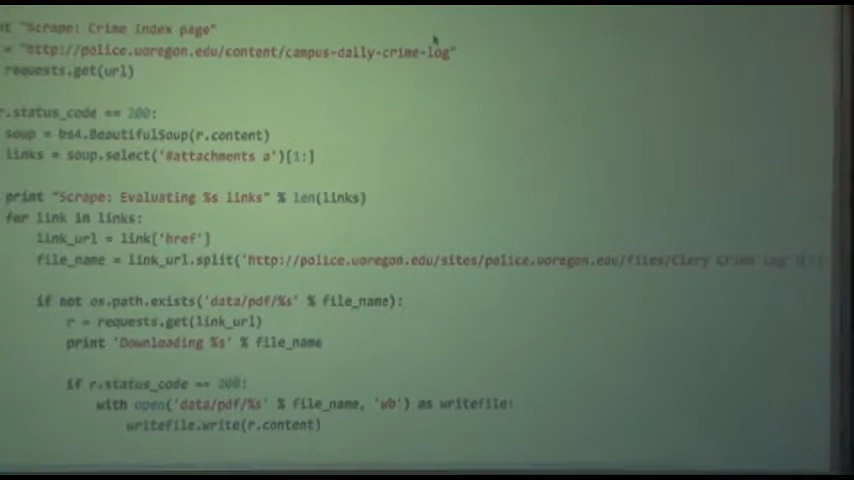 nt "Scrape: Crime Index page"
= "http://police.uoregon.edu/content/campus-daily-crime-log"
requests.get(url)
r.status_code == 200:
soup = bs4.BeautifulSoup(r.content)
links = soup.select('#attachments a')[1:]
print "Scrape: Evaluating %s links" % len(links)
for link in links:
link_url = link['href']
file_name = link_url.split('http://police.uoregon.edu/sites/police.uoregon.edu/files/Clery Crime Log
if not os.path.exists('data/pdf/%s' % file_name):
r = requests.get(link_url)
print 'Downloading %s' % file_name
if r.status_code == 200:
with open('data/pdf/%s' % file_name, 'wb') as writefile:
writefile.write(r.content)